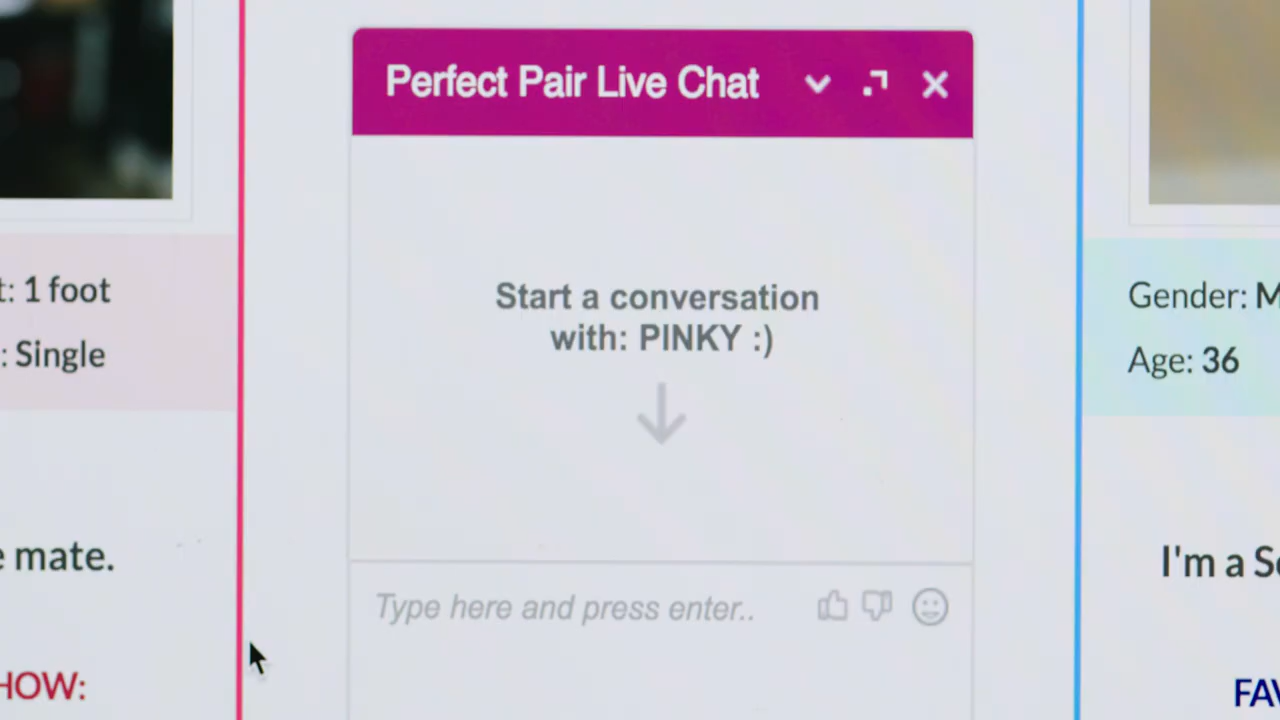 Perfect Pair Live Chat
Start a conversation
with: PINKY :)
Type here and press enter..
t: 1 foot
: Single
e mate.
HOW:
Gender: M
Age: 36
I'm a Se
FAV